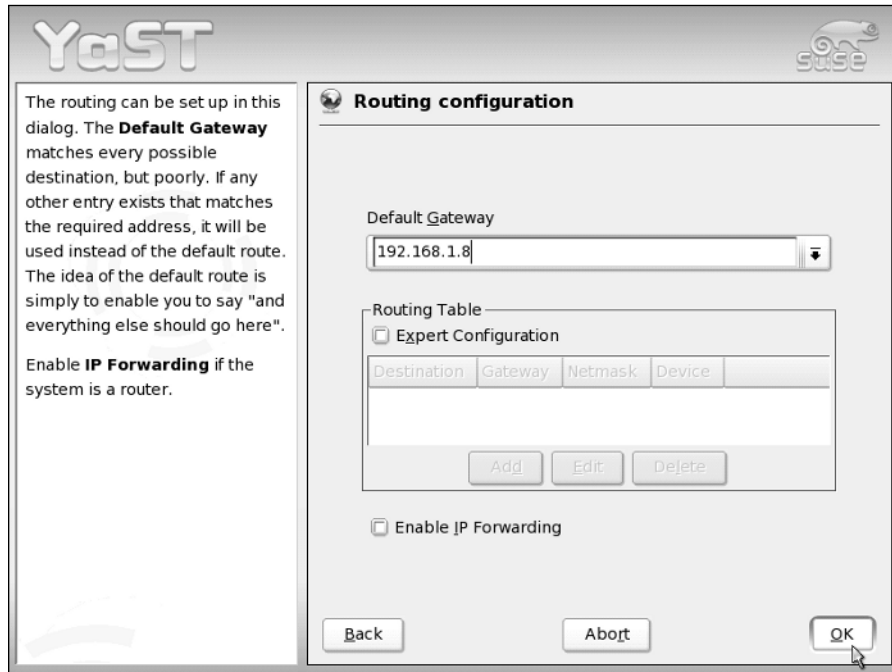 YaST
SUSE
The routing can be set up in this
dialog. The Default Gateway
matches every possible
destination, but poorly. If any
other entry exists that matches
the required address, it will be
used instead of the default route.
The idea of the default route is
simply to enable you to say "and
everything else should go here".
Enable IP Forwarding if the
system is a router.
Routing configuration
Default Gateway
192.168.1.8
Routing Table
Expert Configuration
Destination Gateway Netmask Device
Add Edit Delete
Enable IP Forwarding
Back Abort OK